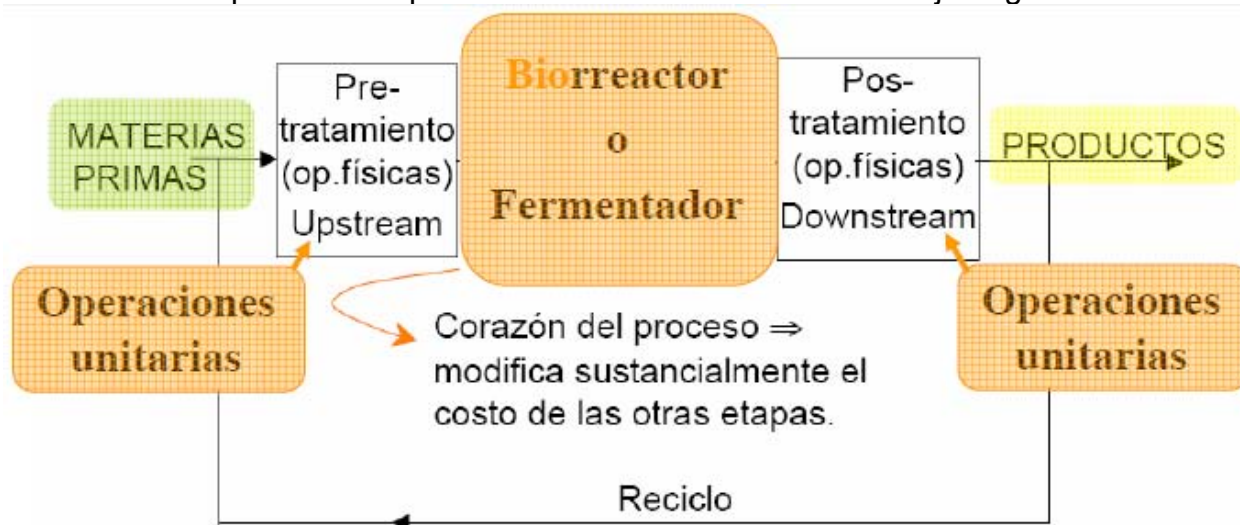 MATERIAS
PRIMAS
Pre-
tratamiento
(op.físicas)
Upstream
Biorreactor
o
Fermentador
Pos-
tratamiento
(op.físicas)
Downstream
PRODUCTOS
Operaciones
unitarias
Corazón del proceso ⇒
modifica sustancialmente el
costo de las otras etapas.
Operaciones
unitarias
Reciclo